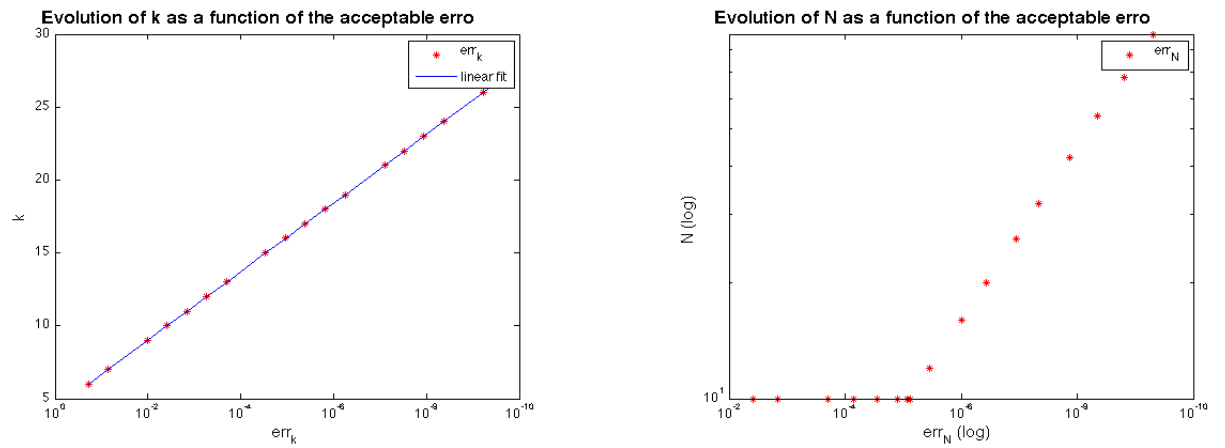 Evolution of k as a function of the acceptable erro
30
25
20
15
10
5
k
10^0
10^-2
10^-4
10^-6
10^-9
10^-10
err_k
err_k
linear fit
Evolution of N as a function of the acceptable erro
10^1
N (log)
10^-2
10^-4
10^-6
10^-9
10^-10
err_N (log)
err_N